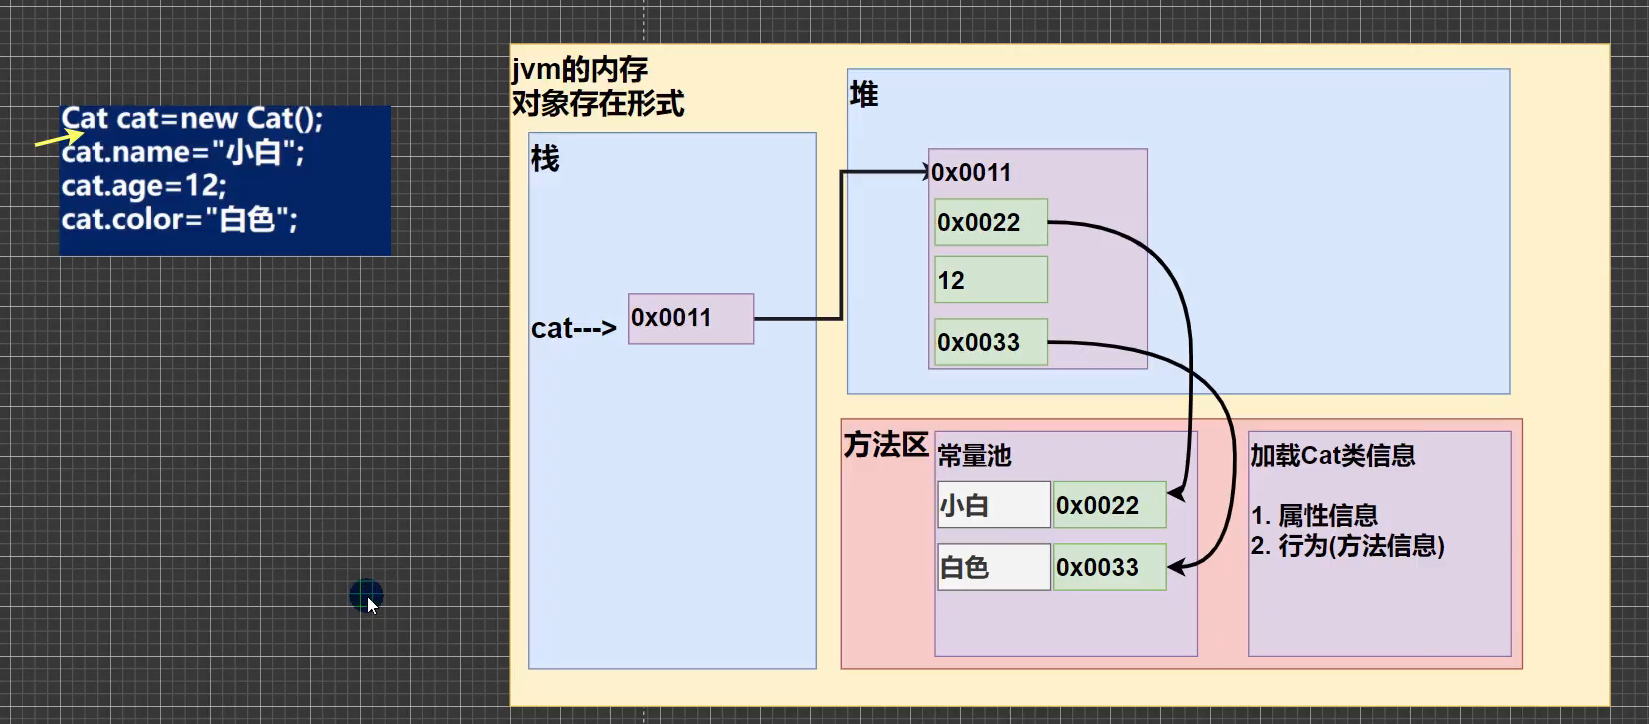 Cat cat=new Cat();
cat.name="小白";
cat.age=12;
cat.color="白色";
jvm的内存
对象存在形式
栈
cat--->
0x0011
堆
0x0011
0x0022
12
0x0033
方法区
常量池
小白
0x0022
白色
0x0033
加载Cat类信息
1. 属性信息
2. 行为(方法信息)